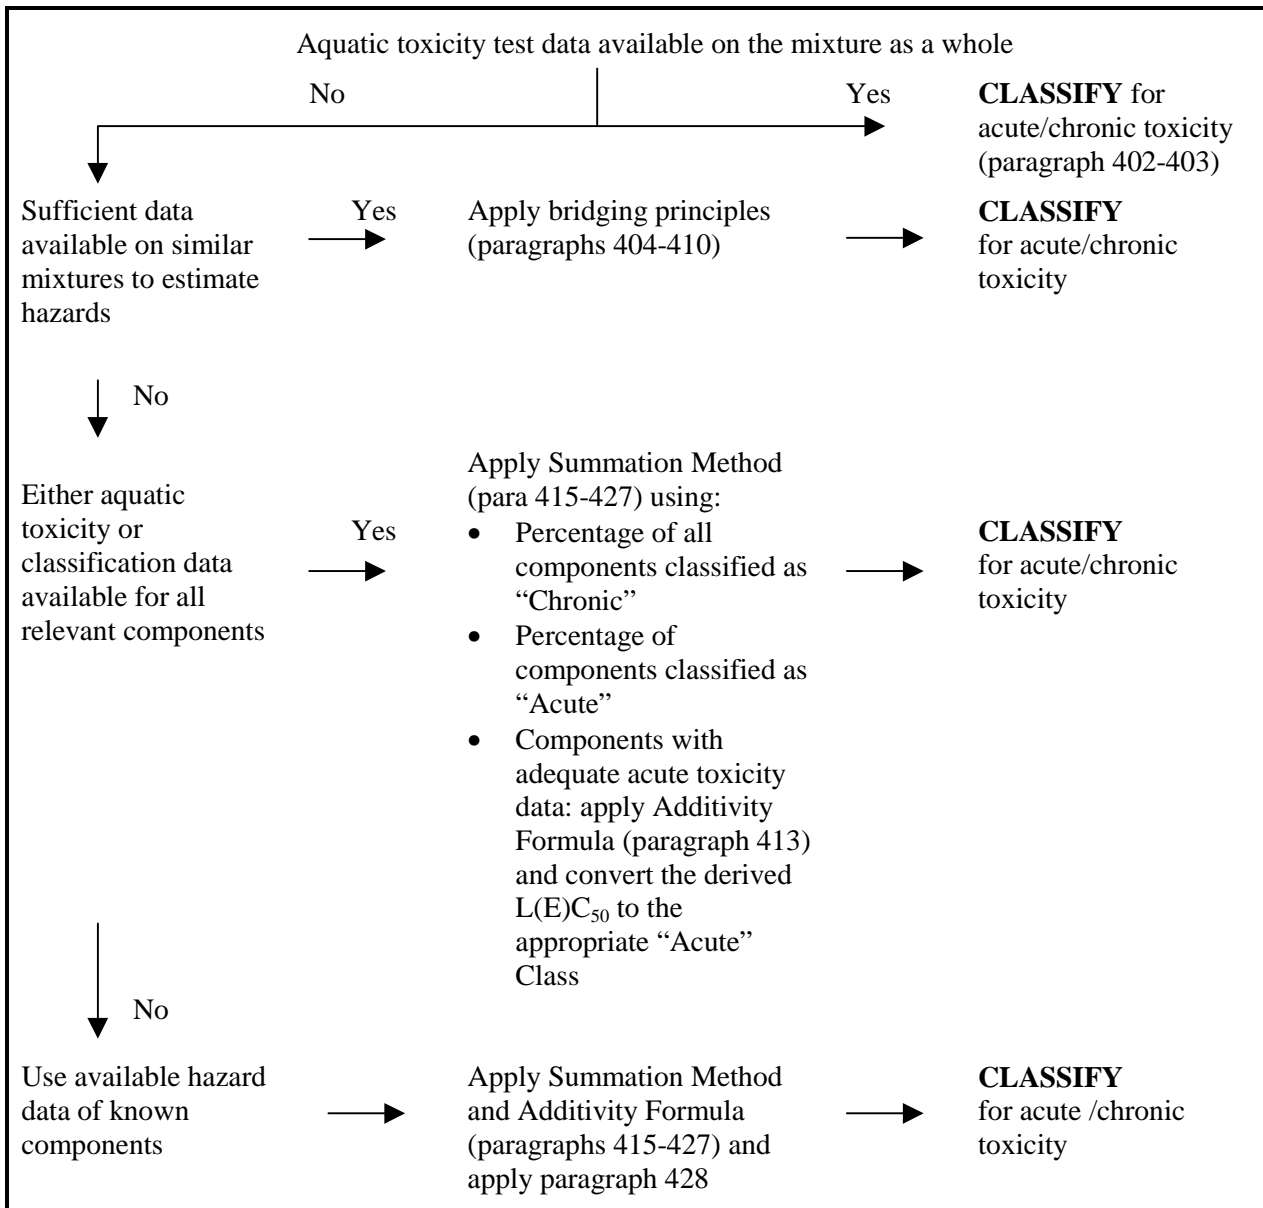 Aquatic toxicity test data available on the mixture as a whole
No
Yes
CLASSIFY for
acute/chronic toxicity
(paragraph 402-403)
Sufficient data
available on similar
mixtures to estimate
hazards
Yes
Apply bridging principles
(paragraphs 404-410)
CLASSIFY
for acute/chronic
toxicity
No
Either aquatic
toxicity or
classification data
available for all
relevant components
Yes
Apply Summation Method
(para 415-427) using:
• Percentage of all
components classified as
“Chronic”
• Percentage of
components classified as
“Acute”
• Components with
adequate acute toxicity
data: apply Additivity
Formula (paragraph 413)
and convert the derived
L(E)C₅₀ to the
appropriate “Acute”
Class
CLASSIFY
for acute/chronic
toxicity
No
Use available hazard
data of known
components
Apply Summation Method
and Additivity Formula
(paragraphs 415-427) and
apply paragraph 428
CLASSIFY
for acute /chronic
toxicity